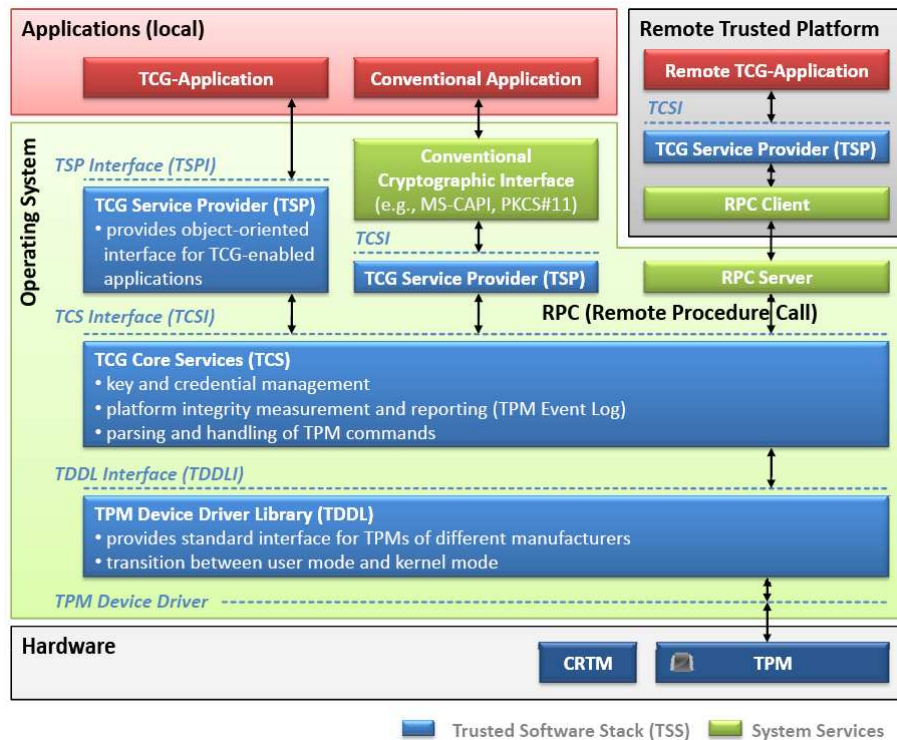 Applications (local)
TCG-Application
Conventional Application
Remote Trusted Platform
Remote TCG-Application
TCSI
TCG Service Provider (TSP)
RPC Client
Operating System
TSP Interface (TSPI)
TCG Service Provider (TSP)
• provides object-oriented
interface for TCG-enabled
applications
Conventional
Cryptographic Interface
(e.g., MS-CAPI, PKCS#11)
TCSI
TCG Service Provider (TSP)
RPC Server
TCS Interface (TCSI)
RPC (Remote Procedure Call)
TCG Core Services (TCS)
• key and credential management
• platform integrity measurement and reporting (TPM Event Log)
• parsing and handling of TPM commands
TDDL Interface (TDDLI)
TPM Device Driver Library (TDDL)
• provides standard interface for TPMs of different manufacturers
• transition between user mode and kernel mode
TPM Device Driver
Hardware
CRTM
TPM
Trusted Software Stack (TSS)
System Services